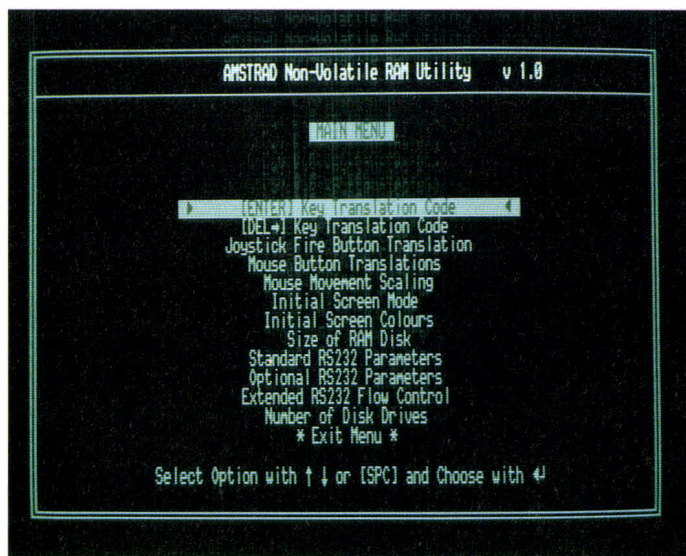 AMSTRAD Non-Volatile RAM Utility v 1.0
MAIN MENU
[ENTER] Key Translation Code
[DEL→] Key Translation Code
Joystick Fire Button Translation
Mouse Button Translations
Mouse Movement Scaling
Initial Screen Mode
Initial Screen Colours
Size of RAM Disk
Standard RS232 Parameters
Optional RS232 Parameters
Extended RS232 Flow Control
Number of Disk Drives
* Exit Menu *
Select Option with ↑ ↓ or [SPC] and Choose with ↵